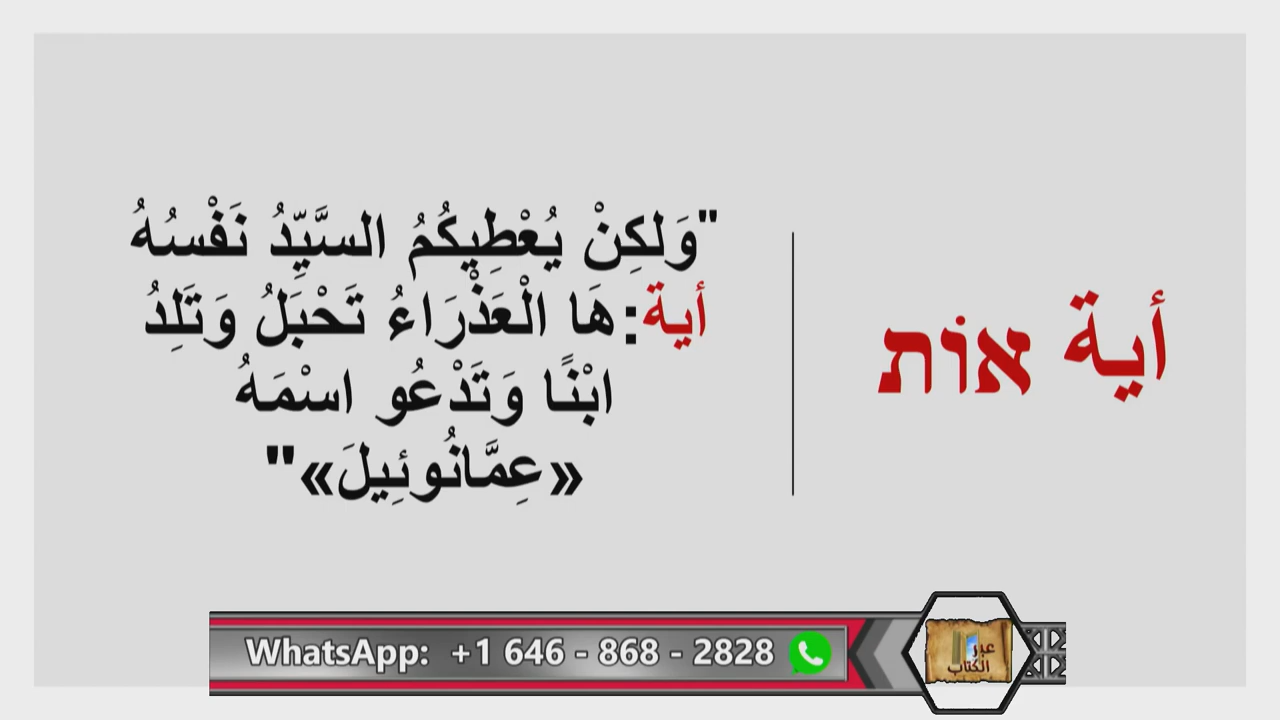 أية אוֹת
"وَلكِنْ يُعْطِيكُمُ السَّيِّدُ نَفْسُهُ
أية: هَا الْعَذْرَاءُ تَحْبَلُ وَتَلِدُ
ابْنًا وَتَدْعُو اسْمَهُ
«عِمَّانُوئِيلَ»"
WhatsApp: +1 646 - 868 - 2828
عبر
الكتاب